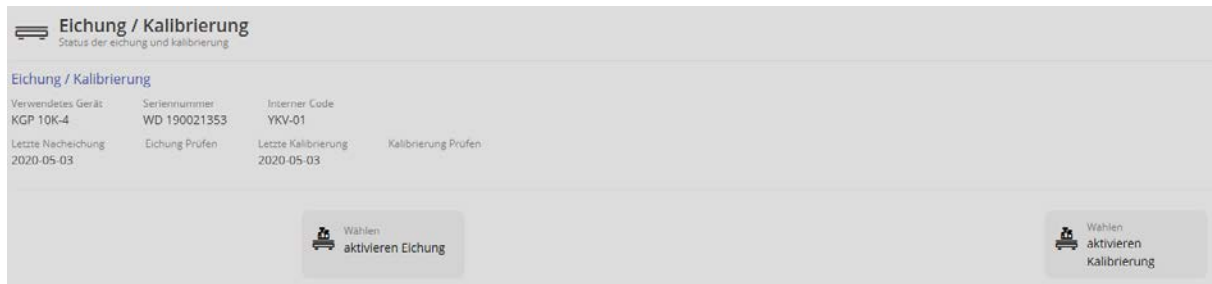 Eichung / Kalibrierung
Status der eichung und kalibrierung
Eichung / Kalibrierung
Verwendetes Gerät Seriennummer Interner Code
KGP 10K-4 WD 190021353 YKV-01
Letzte Nacheichung Eichung Prüfen Letzte Kalibrierung Kalibrierung Prüfen
2020-05-03 2020-05-03
Wählen
aktivieren Eichung
Wählen
aktivieren
Kalibrierung